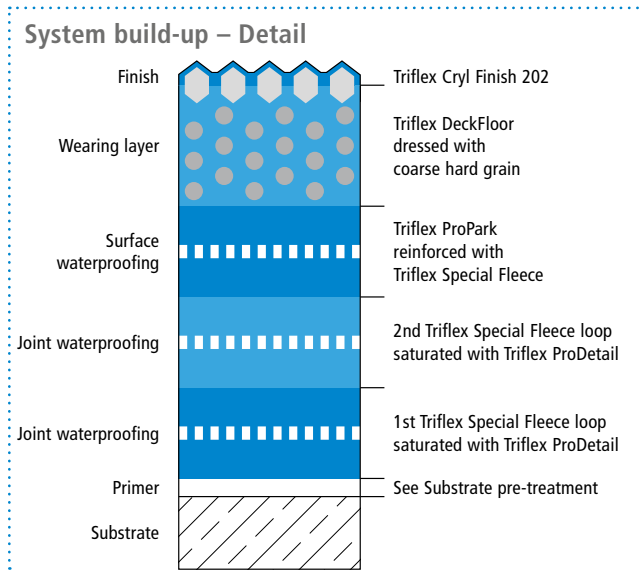 System build-up – Detail
Finish
Triflex Cryl Finish 202
Wearing layer
Triflex DeckFloor
dressed with
coarse hard grain
Surface
waterproofing
Triflex ProPark
reinforced with
Triflex Special Fleece
Joint waterproofing
2nd Triflex Special Fleece loop
saturated with Triflex ProDetail
Joint waterproofing
1st Triflex Special Fleece loop
saturated with Triflex ProDetail
Primer
See Substrate pre-treatment
Substrate